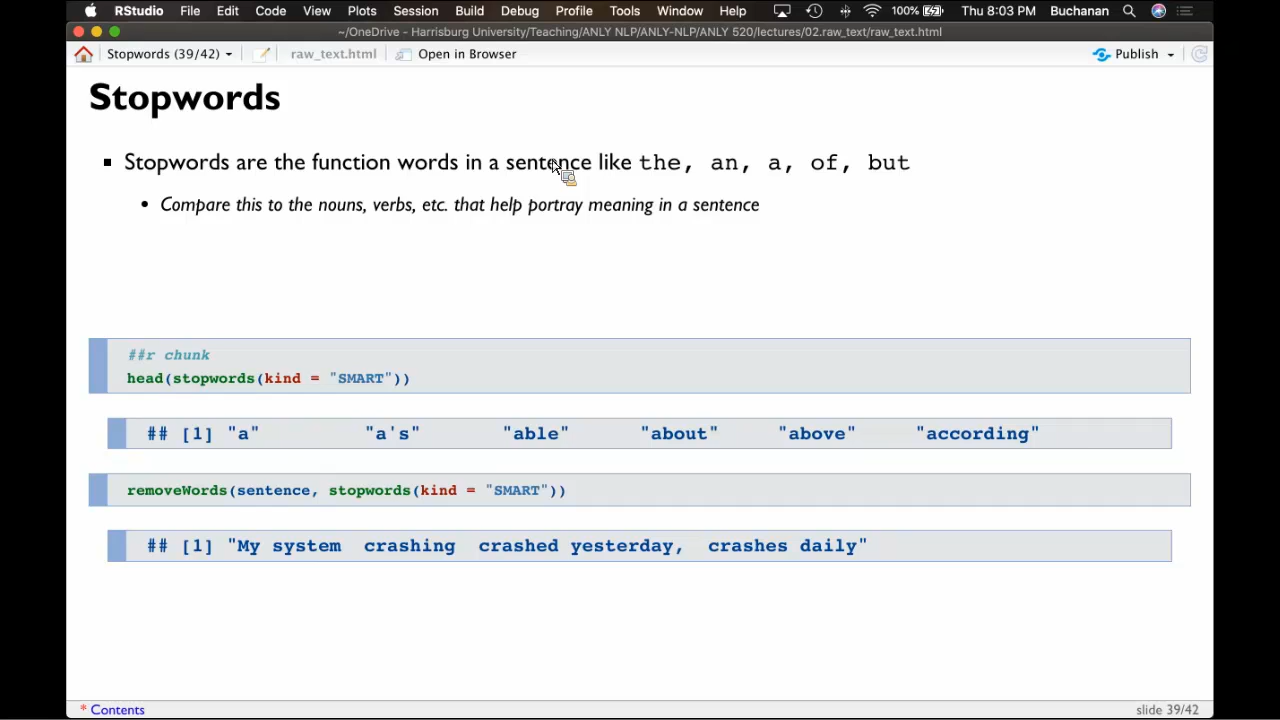 RStudio File Edit Code View Plots Session Build Debug Profile Tools Window Help 100% Thu 8:03 PM Buchanan
~/OneDrive - Harrisburg University/Teaching/ANLY NLP/ANLY-NLP/ANLY 520/lectures/02.raw_text/raw_text.html
Stopwords (39/42) raw_text.html Open in Browser Publish
Stopwords
Stopwords are the function words in a sentence like the, an, a, of, but
Compare this to the nouns, verbs, etc. that help portray meaning in a sentence
##r chunk
head(stopwords(kind = "SMART"))
## [1] "a" "a's" "able" "about" "above" "according"
removeWords(sentence, stopwords(kind = "SMART"))
## [1] "My system  crashing  crashed yesterday,  crashes daily"
* Contents slide 39/42